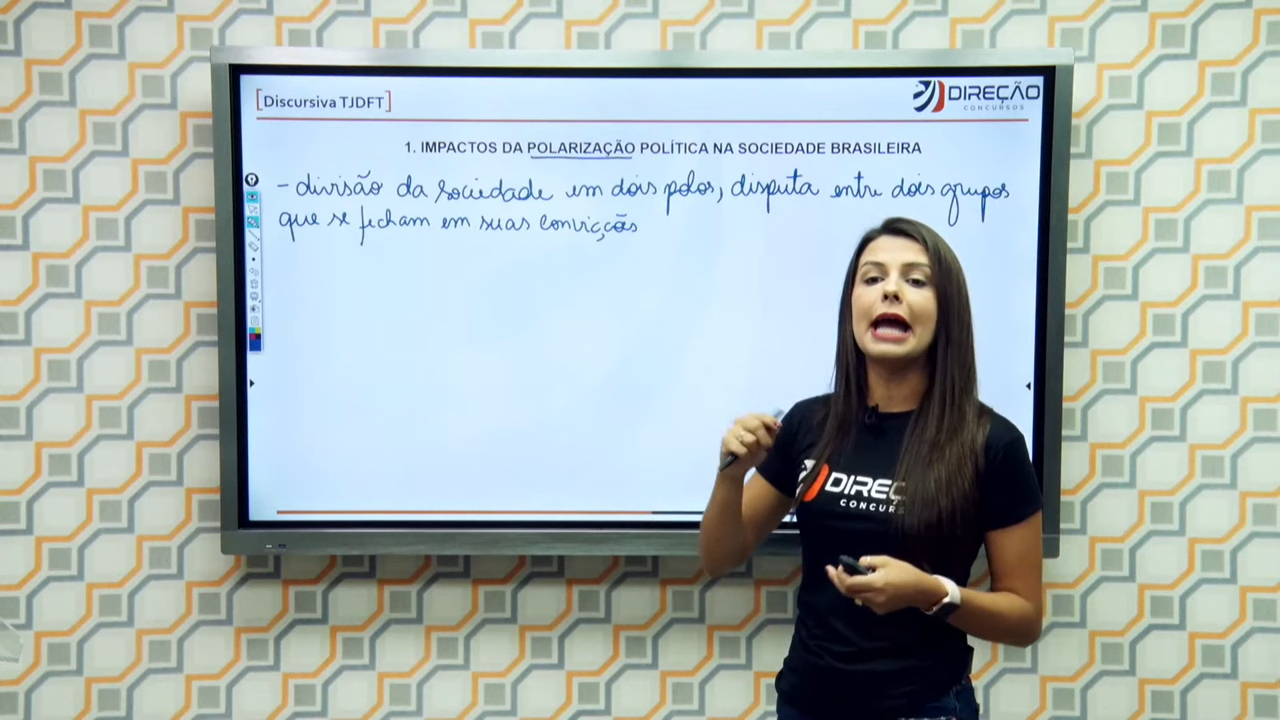 [Discursiva TJDFT]
DIREÇÃO
CONCURSOS
1. IMPACTOS DA POLARIZAÇÃO POLÍTICA NA SOCIEDADE BRASILEIRA
- divisão da sociedade em dois polos, disputa entre dois grupos
que se fecham em suas convicções
DIREÇ
CONCURS